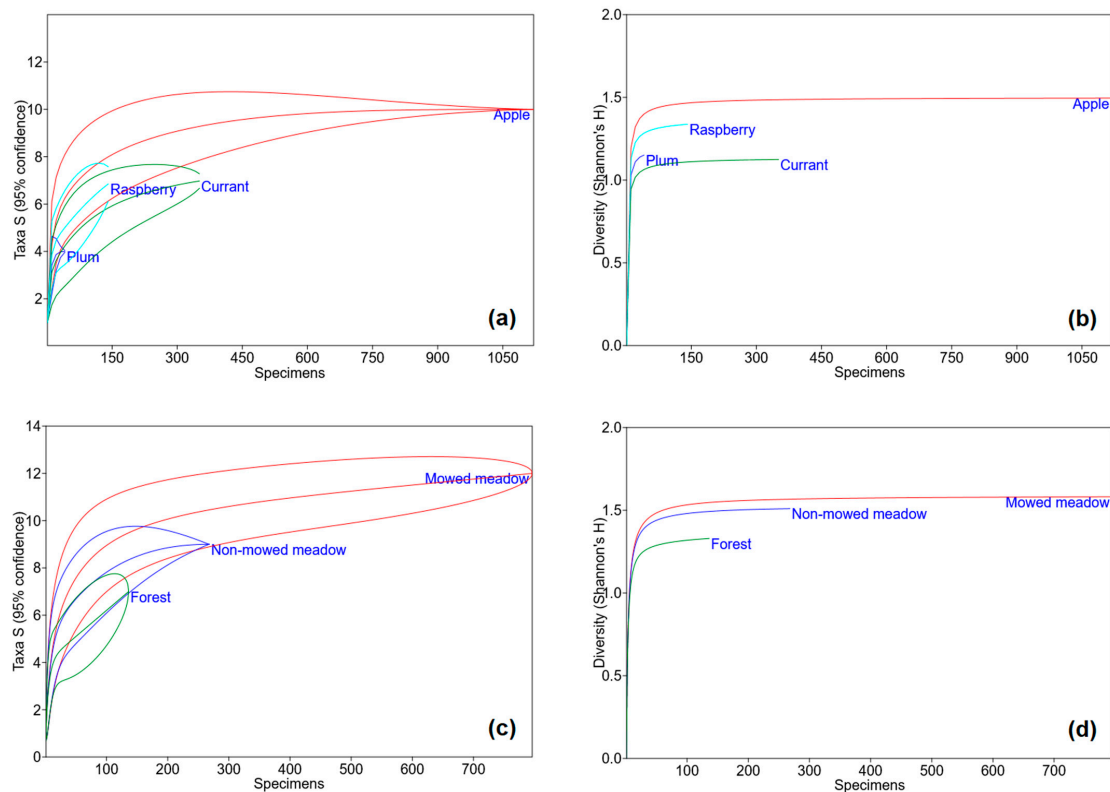 Taxa S (95% confidence)
12
10
8
6
4
2
Apple
Raspberry
Currant
Plum
(a)
150 300 450 600 750 900 1050
Specimens
Diversity (Shannon's H)
2.0
1.5
1.0
0.5
0.0
Apple
Raspberry
Plum
Currant
(b)
150 300 450 600 750 900 1050
Specimens
Taxa S (95% confidence)
14
12
10
8
6
4
2
0
Mowed meadow
Non-mowed meadow
Forest
(c)
100 200 300 400 500 600 700
Specimens
Diversity (Shannon's H)
2.0
1.5
1.0
0.5
0.0
Mowed meadow
Non-mowed meadow
Forest
(d)
100 200 300 400 500 600 700
Specimens